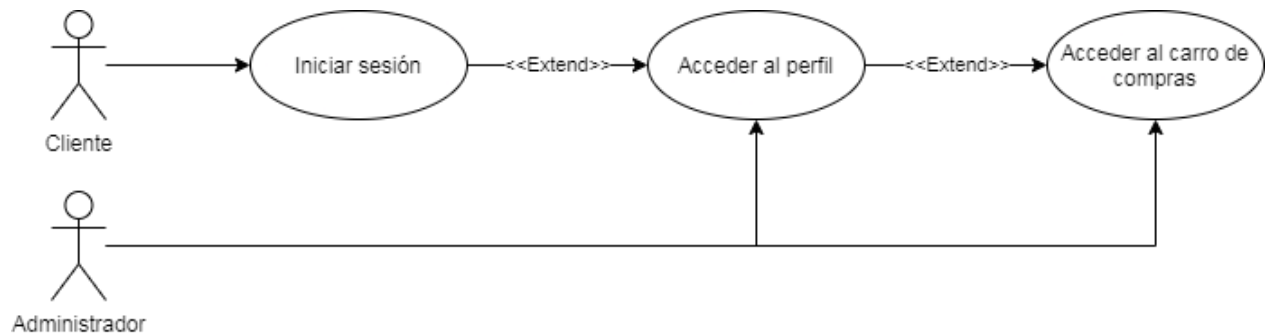 Iniciar sesión
<<Extend>>
Acceder al perfil
<<Extend>>
Acceder al carro de
compras
Cliente
Administrador